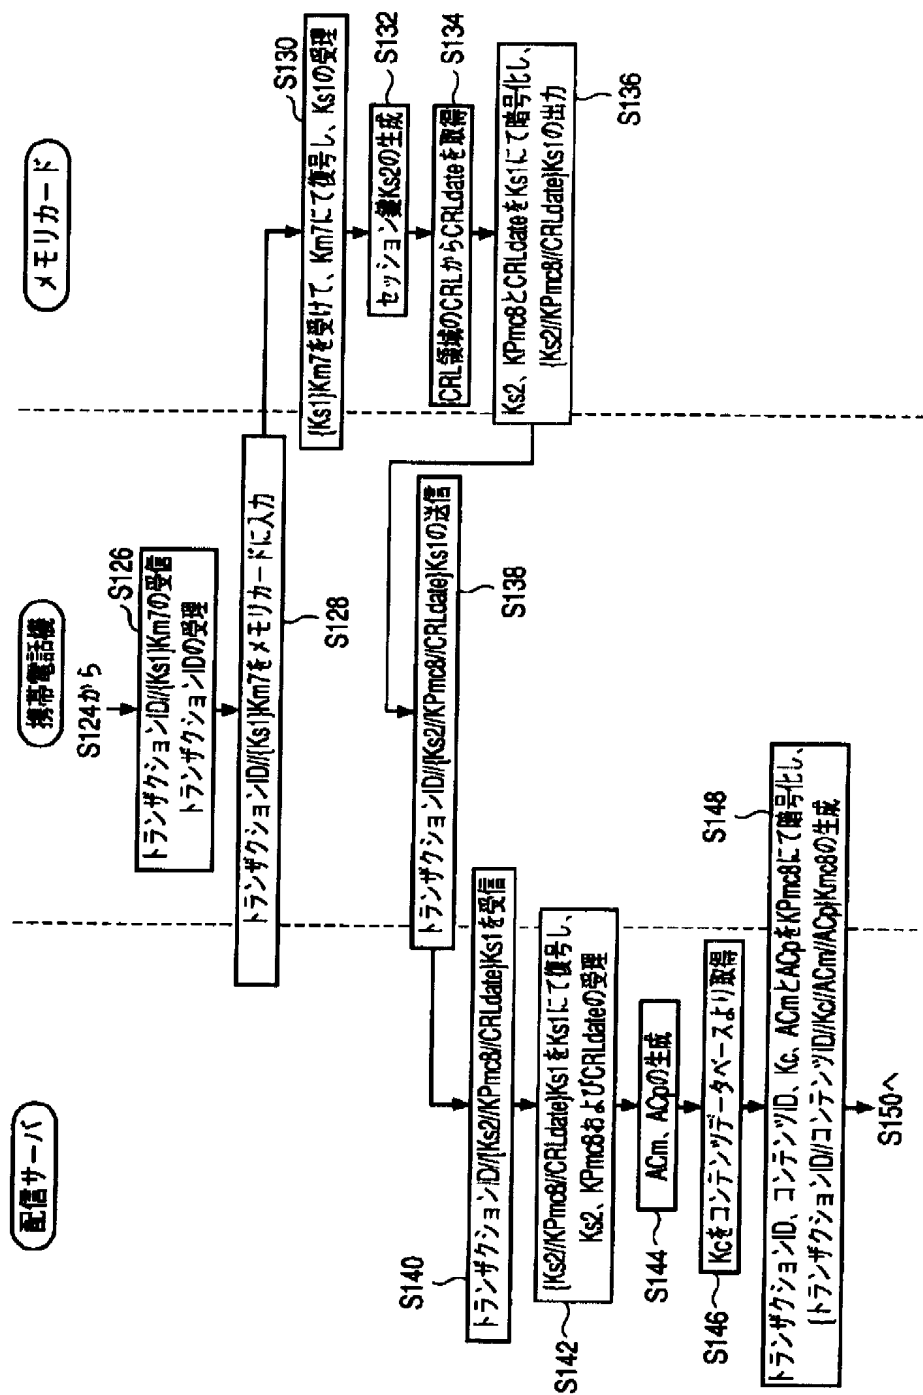 配信サーバ
携帯電話機
メモリカード
S124から
S126
トランザクションID//{Ks1}Km7の受信
トランザクションIDの受理
トランザクションID//{Ks1}Km7をメモリカードに入力
S128
S130
{Ks1}Km7を受けて、Km7にて復号し、Ks1の受理
セッション鍵Ks2の生成
S132
CRL領域のCRLからCRLdateを取得
S134
Ks2、KPmc8とCRLdateをKs1にて暗号化し、
{Ks2//KPmc8//CRLdate}Ks1の出力
S136
トランザクションID//{Ks2//KPmc8//CRLdate}Ks1の送信
S138
S140
トランザクションID//{Ks2//KPmc8//CRLdate}Ks1を受信
{Ks2//KPmc8//CRLdate}Ks1をKs1にて復号し、
Ks2、KPmc8およびCRLdateの受理
S142
ACm、ACpの生成
S144
Kcをコンテンツデータベースより取得
S146
S148
トランザクションID、コンテンツID、Kc、ACmとACpをKPmc8にて暗号化し、
{トランザクションID//コンテンツID//Kc//ACm//ACp}Kmc8の生成
S150へ